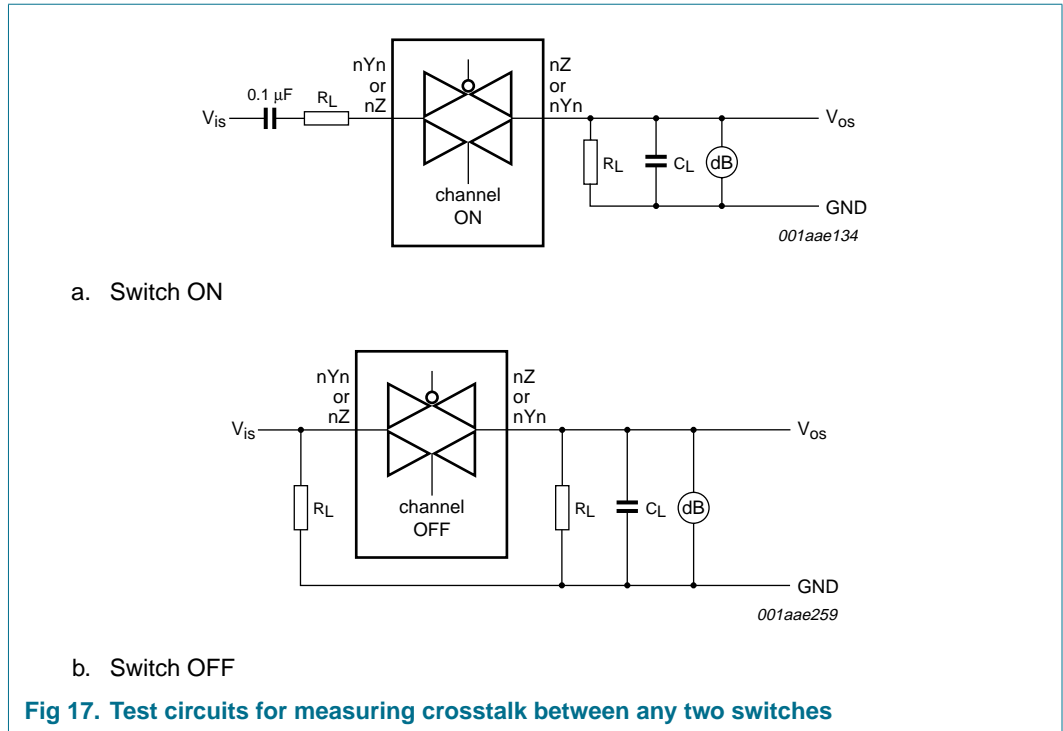 nYn
or
nZ
nZ
or
nYn
0.1 μF
RL
Vis
Vos
RL
CL
dB
channel
ON
GND
001aae134
a. Switch ON
nYn
or
nZ
nZ
or
nYn
Vis
Vos
RL
channel
OFF
RL
CL
dB
GND
001aae259
b. Switch OFF
Fig 17. Test circuits for measuring crosstalk between any two switches